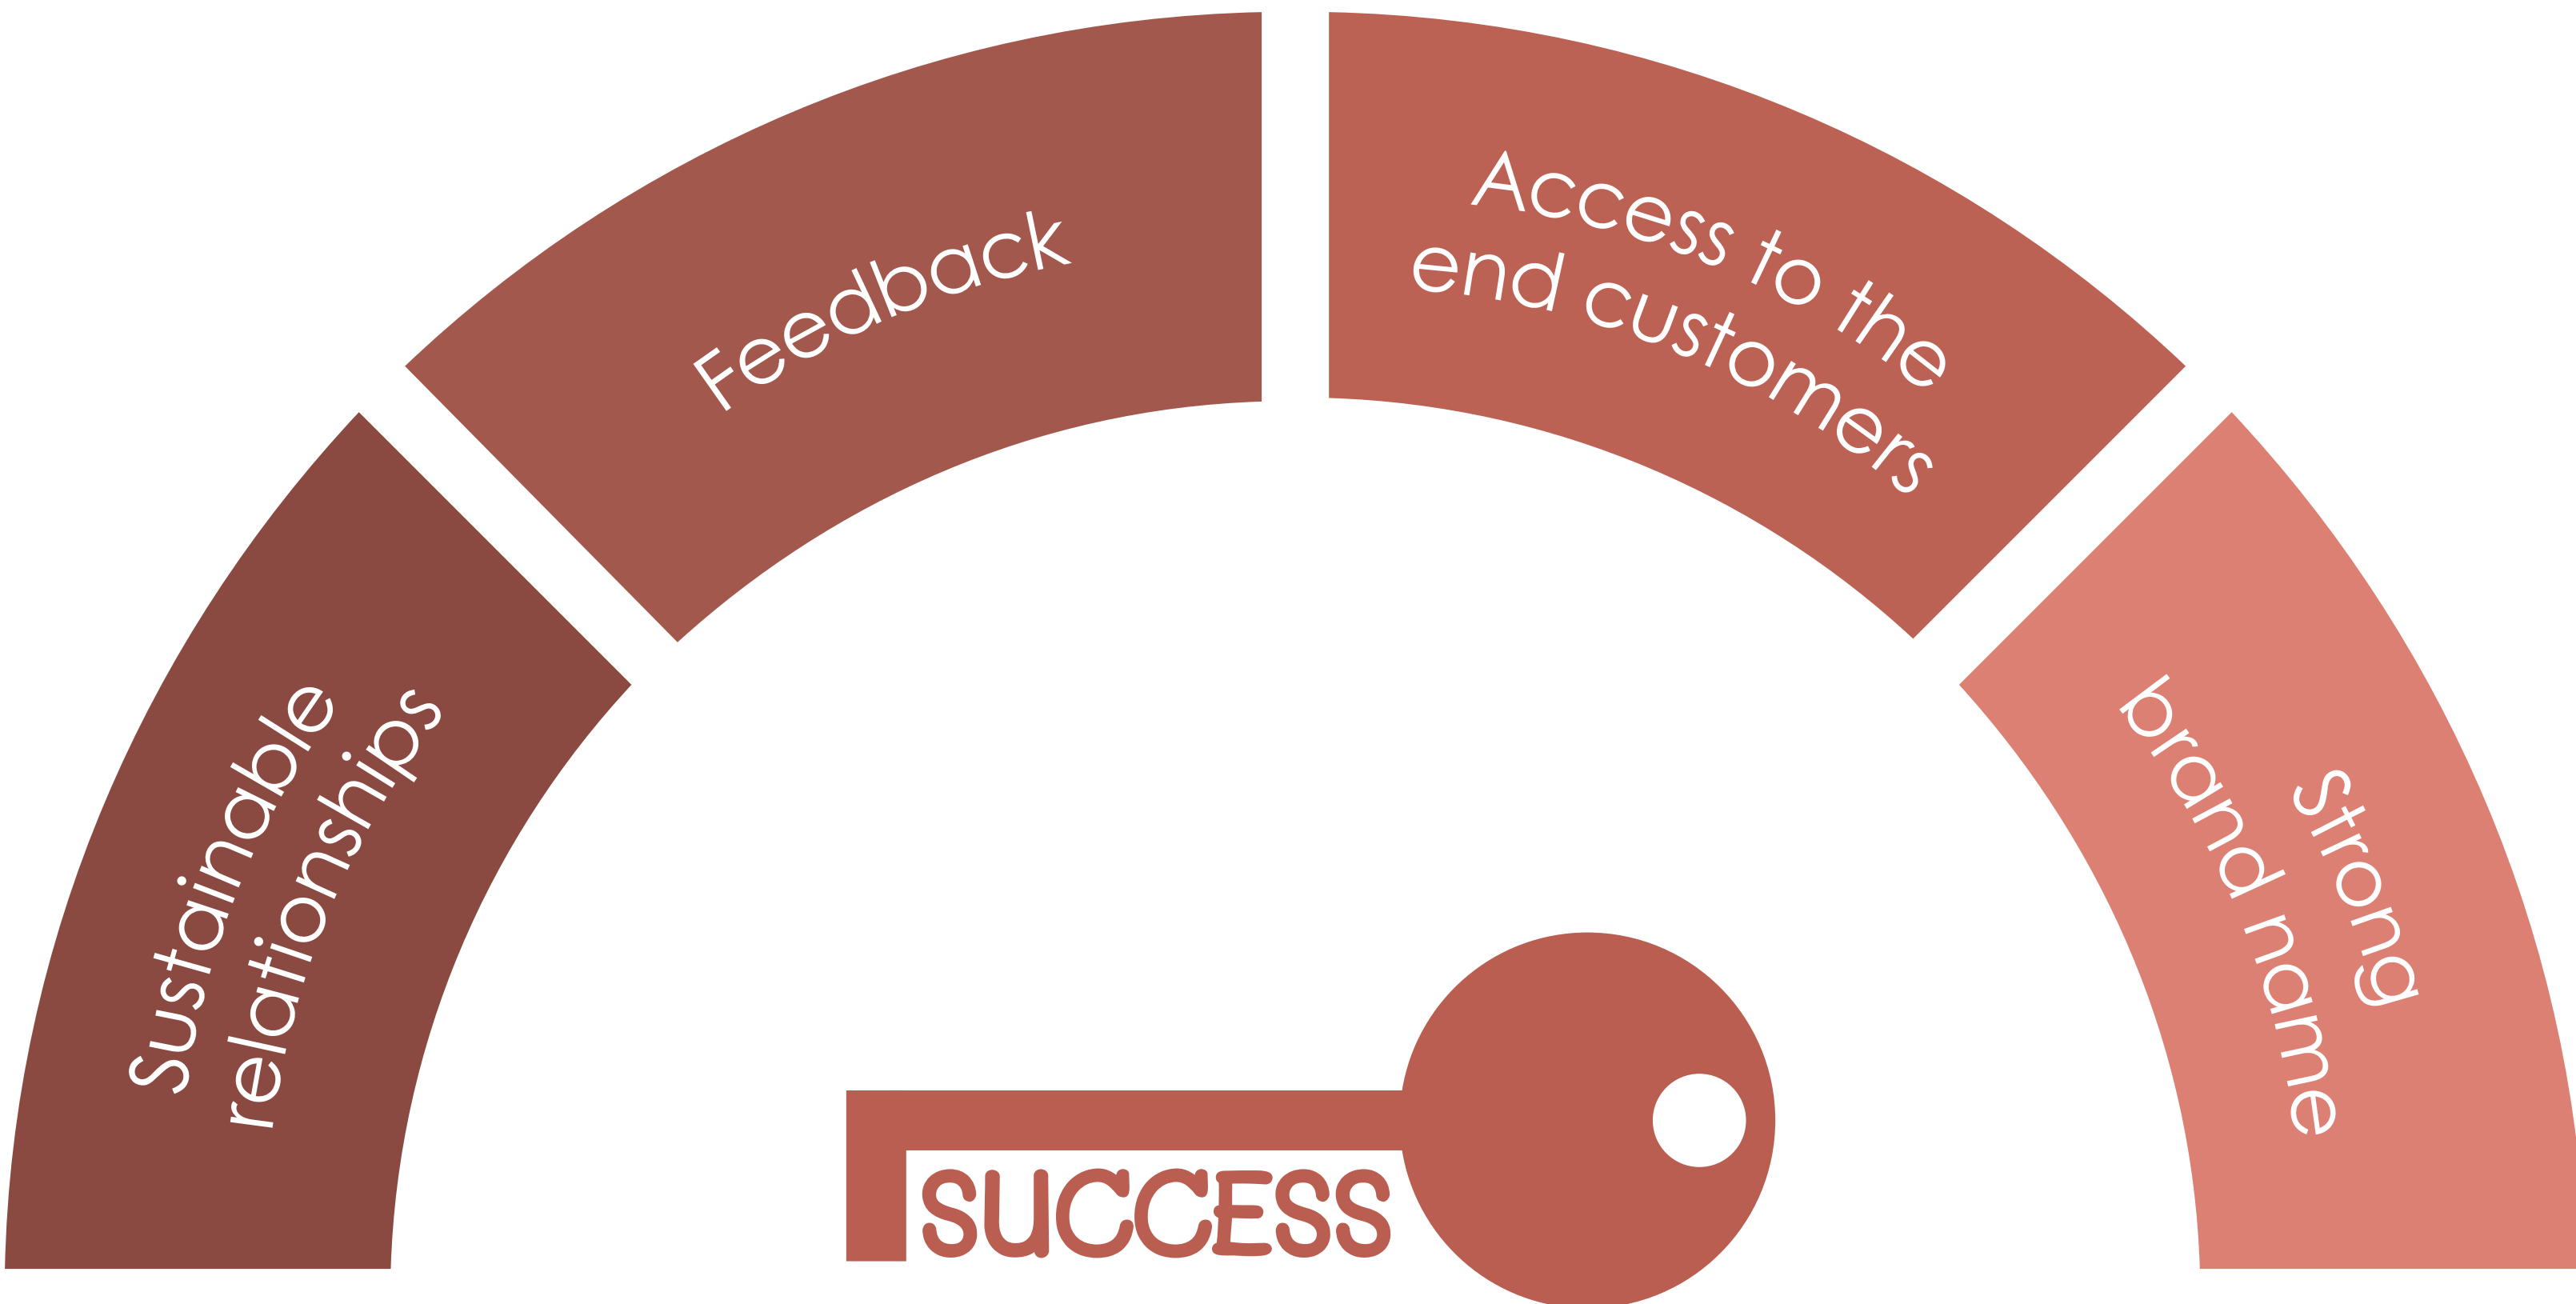 Sustainable
relationships
Feedback
Access to the
end customers
Strong
brand name
SUCCESS